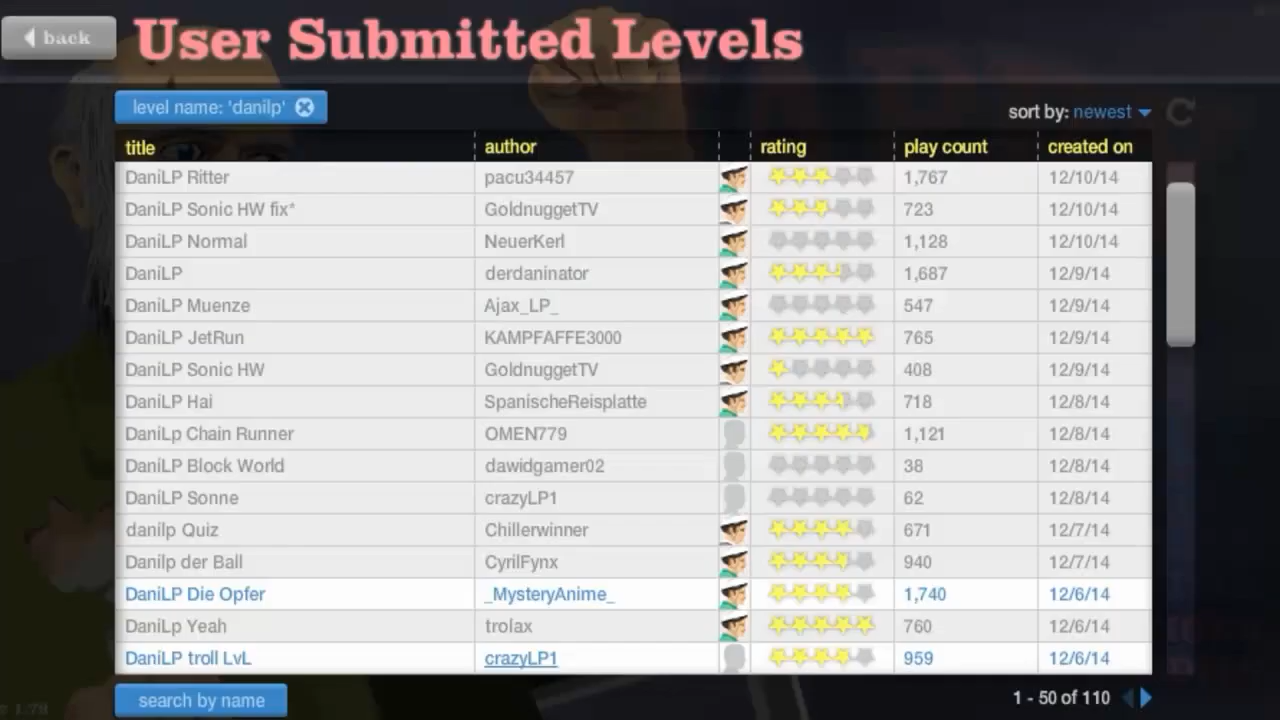 back
User Submitted Levels
level name: 'danilp'
sort by: newest
title author rating play count created on
DaniLP Ritter pacu34457 1,767 12/10/14
DaniLP Sonic HW fix* GoldnuggetTV 723 12/10/14
DaniLP Normal NeuerKerl 1,128 12/10/14
DaniLP derdaninator 1,687 12/9/14
DaniLP Muenze Ajax_LP_ 547 12/9/14
DaniLP JetRun KAMPFAFFE3000 765 12/9/14
DaniLP Sonic HW GoldnuggetTV 408 12/9/14
DaniLP Hai SpanischeReisplatte 718 12/8/14
DaniLp Chain Runner OMEN779 1,121 12/8/14
DaniLP Block World dawidgamer02 38 12/8/14
DaniLP Sonne crazyLP1 62 12/8/14
danilp Quiz Chillerwinner 671 12/7/14
Danilp der Ball CyrilFynx 940 12/7/14
DaniLP Die Opfer _MysteryAnime_ 1,740 12/6/14
DaniLp Yeah trolax 760 12/6/14
DaniLP troll LvL crazyLP1 959 12/6/14
search by name 1 - 50 of 110
1.78